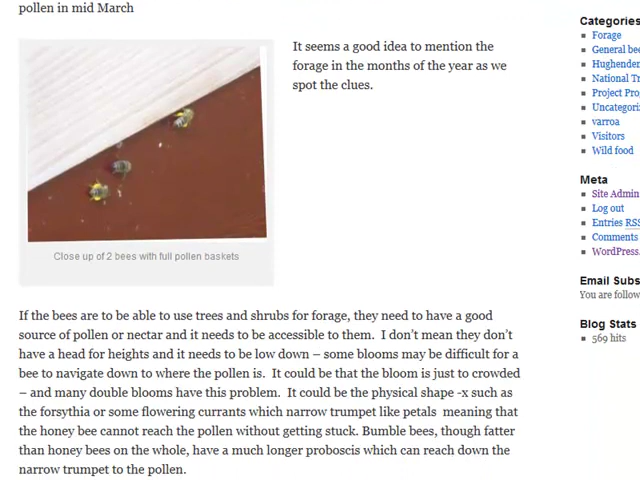 pollen in mid March
It seems a good idea to mention the
forage in the months of the year as we
spot the clues.
Close up of 2 bees with full pollen baskets
If the bees are to be able to use trees and shrubs for forage, they need to have a good
source of pollen or nectar and it needs to be accessible to them.  I don't mean they don't
have a head for heights and it needs to be low down – some blooms may be difficult for a
bee to navigate down to where the pollen is.  It could be that the bloom is just to crowded
– and many double blooms have this problem.  It could be the physical shape -x such as
the forsythia or some flowering currants which narrow trumpet like petals  meaning that
the honey bee cannot reach the pollen without getting stuck. Bumble bees, though fatter
than honey bees on the whole, have a much longer proboscis which can reach down the
narrow trumpet to the pollen.
Categories
Forage
General
Hughenden
National
Project
varroa
Visitors
Wild food
Meta
Site Admin
Log out
Entries RSS
Comments
WordPress.
Email
You are
Blog Stats
569 hits